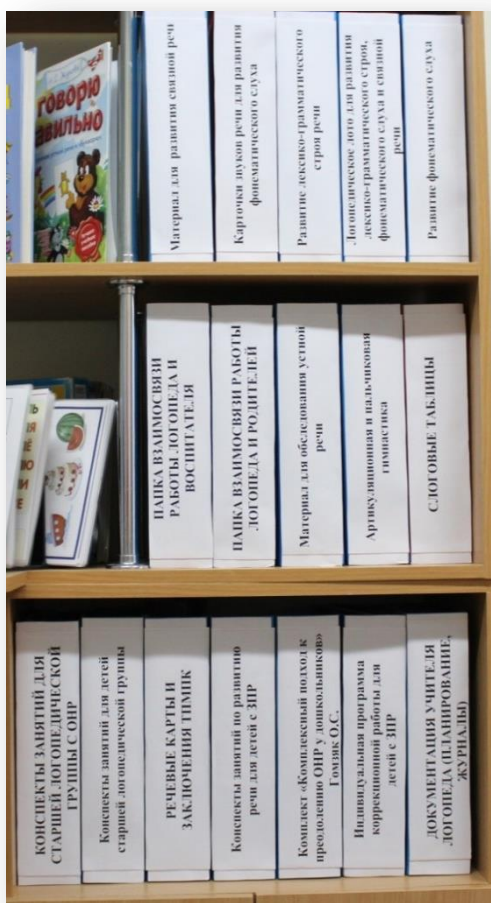 говорю
Материал для развития связной речи
Карточки звуков речи для развития
фонематического слуха
Развитие лексико-грамматического
строя речи
Логопедическое лото для развития
лексико-грамматического строя,
фонематического слуха и связной
речи
Развитие фонематического слуха
ПАПКА ВЗАИМОСВЯЗИ
РАБОТЫ ЛОГОПЕДА И
ВОСПИТАТЕЛЯ
ПАПКА ВЗАИМОСВЯЗИ РАБОТЫ
ЛОГОПЕДА И РОДИТЕЛЕЙ
Материал для обследования устной
речи
Артикуляционная и пальчиковая
гимнастика
СЛОГОВЫЕ ТАБЛИЦЫ
КОНСПЕКТЫ ЗАНЯТИЙ ДЛЯ
СТАРШЕЙ ЛОГОПЕДИЧЕСКОЙ
ГРУППЫ С ОНР
Конспекты занятий для детей
старшей логопедической группы
РЕЧЕВЫЕ КАРТЫ И
ЗАКЛЮЧЕНИЯ ТПМПК
Конспекты занятий по развитию
речи для детей с ЗПР
Комплект «Комплексный подход к
преодолению ОНР у дошкольников»
Гомзяк О.С.
Индивидуальная программа
коррекционной работы для
детей с ЗПР
ДОКУМЕНТАЦИЯ УЧИТЕЛЯ
ЛОГОПЕДА (ПЛАНИРОВАНИЕ,
ЖУРНАЛЫ)